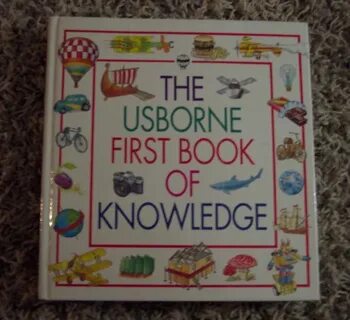 THE
USBORNE
FIRST BOOK
OF
KNOWLEDGE